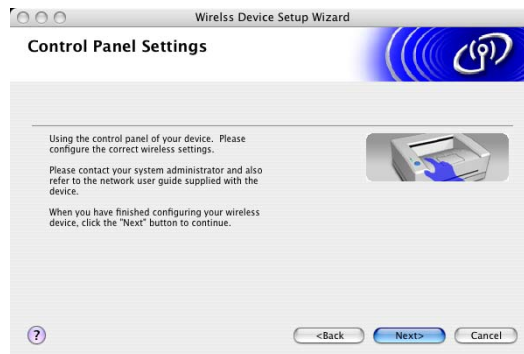 Wirelss Device Setup Wizard
Control Panel Settings
Using the control panel of your device. Please
configure the correct wireless settings.
Please contact your system administrator and also
refer to the network user guide supplied with the
device.
When you have finished configuring your wireless
device, click the "Next" button to continue.
?
<Back Next> Cancel